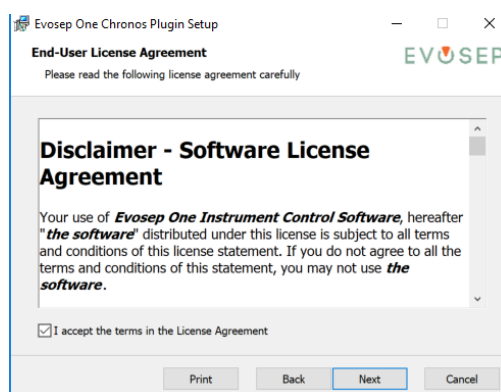 Evosep One Chronos Plugin Setup
End-User License Agreement
EVOSEP
Please read the following license agreement carefully
Disclaimer - Software License
Agreement
Your use of Evosep One Instrument Control Software, hereafter
"the software" distributed under this license is subject to all terms
and conditions of this license statement. If you do not agree to all the
terms and conditions of this statement, you may not use the
software.
I accept the terms in the License Agreement
Print Back Next Cancel